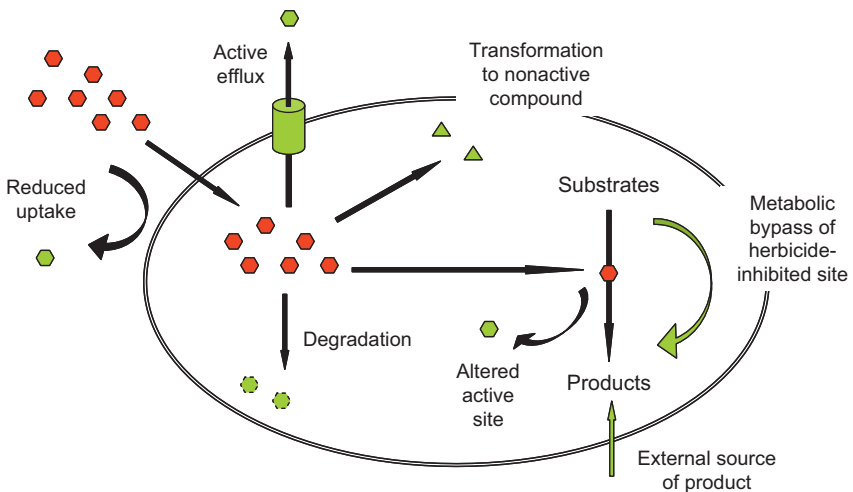 Active
efflux
Transformation
to nonactive
compound
Reduced
uptake
Substrates
Metabolic
bypass of
herbicide-
inhibited site
Degradation
Altered
active
site
Products
External source
of product